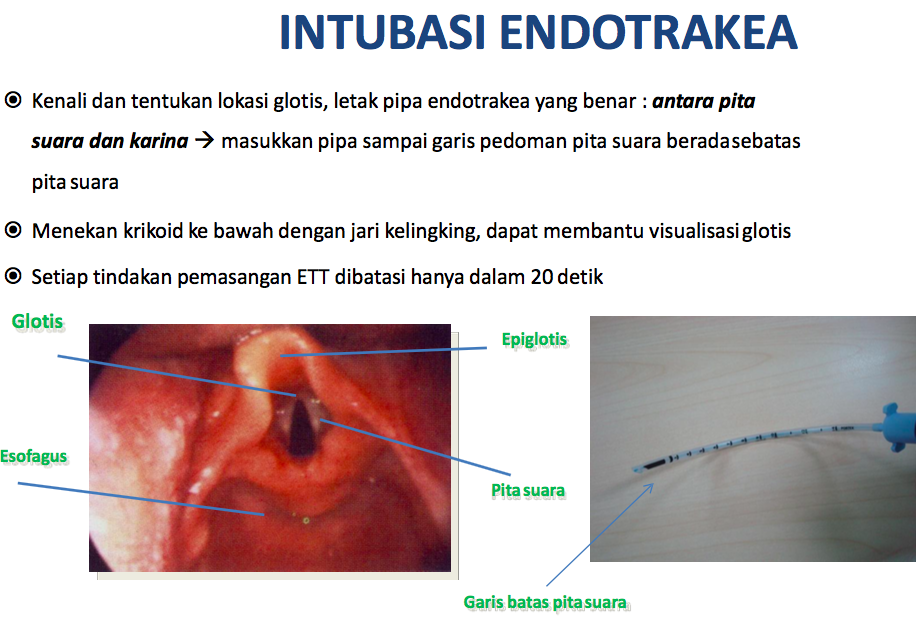 INTUBASI ENDOTRAKEA
Kenali dan tentukan lokasi glotis, letak pipa endotrakea yang benar : antara pita
suara dan karina → masukkan pipa sampai garis pedoman pita suara beradasebatas
pita suara
Menekan krikoid ke bawah dengan jari kelingking, dapat membantu visualisasi glotis
Setiap tindakan pemasangan ETT dibatasi hanya dalam 20 detik
Glotis
Epiglotis
Esofagus
Pita suara
Garis batas pita suara